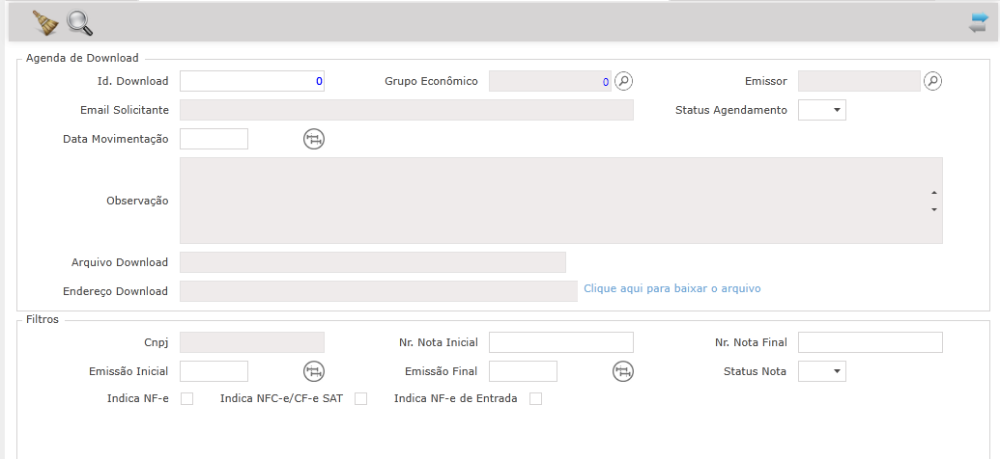 Agenda de Download
Id. Download 0 Grupo Econômico 0 Emissor
Email Solicitante Status Agendamento
Data Movimentação
Observação
Arquivo Download
Endereço Download Clique aqui para baixar o arquivo
Filtros
Cnpj Nr. Nota Inicial Nr. Nota Final
Emissão Inicial Emissão Final Status Nota
Indica NF-e Indica NFC-e/CF-e SAT Indica NF-e de Entrada